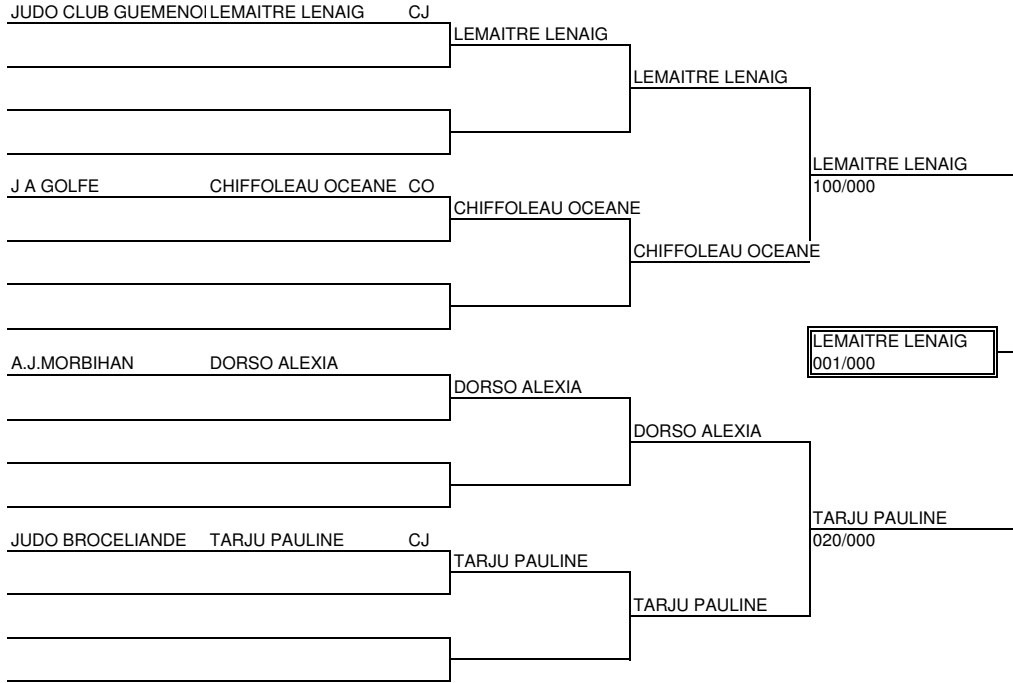 JUDO CLUB GUEMENOI LEMAITRE LENAIG CJ
LEMAITRE LENAIG
LEMAITRE LENAIG
LEMAITRE LENAIG
100/000
J A GOLFE CHIFFOLEAU OCEANE CO
CHIFFOLEAU OCEANE
CHIFFOLEAU OCEANE
LEMAITRE LENAIG
001/000
A.J.MORBIHAN DORSO ALEXIA
DORSO ALEXIA
DORSO ALEXIA
TARJU PAULINE
020/000
JUDO BROCELIANDE TARJU PAULINE CJ
TARJU PAULINE
TARJU PAULINE